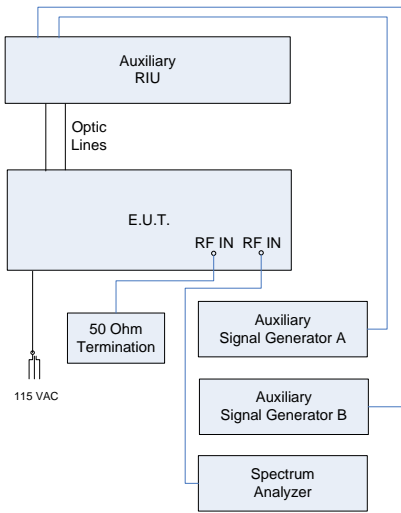 Auxiliary
RIU
Optic
Lines
E.U.T.
RF IN RF IN
50 Ohm
Termination
115 VAC
Auxiliary
Signal Generator A
Auxiliary
Signal Generator B
Spectrum
Analyzer